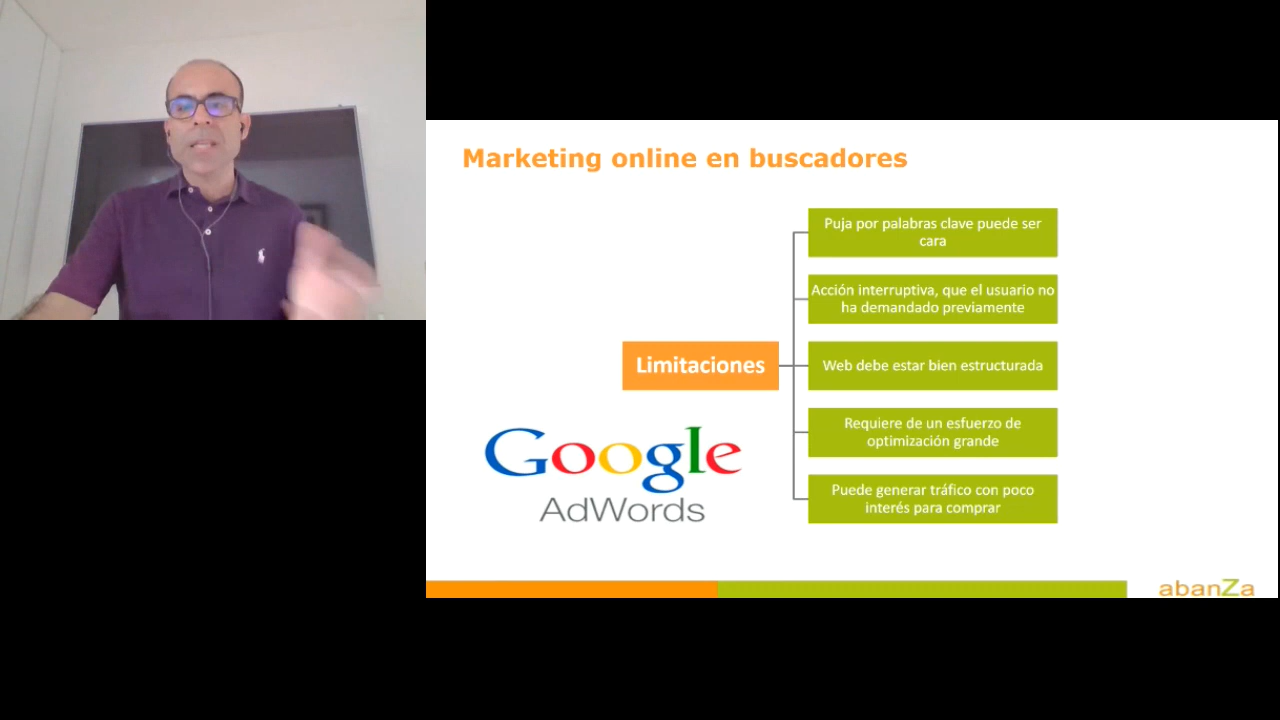 Marketing online en buscadores
Puja por palabras clave puede ser
cara
Acción interruptiva, que el usuario no
ha demandado previamente
Limitaciones
Web debe estar bien estructurada
Requiere de un esfuerzo de
optimización grande
Puede generar tráfico con poco
interés para comprar
Google
AdWords
abanZa